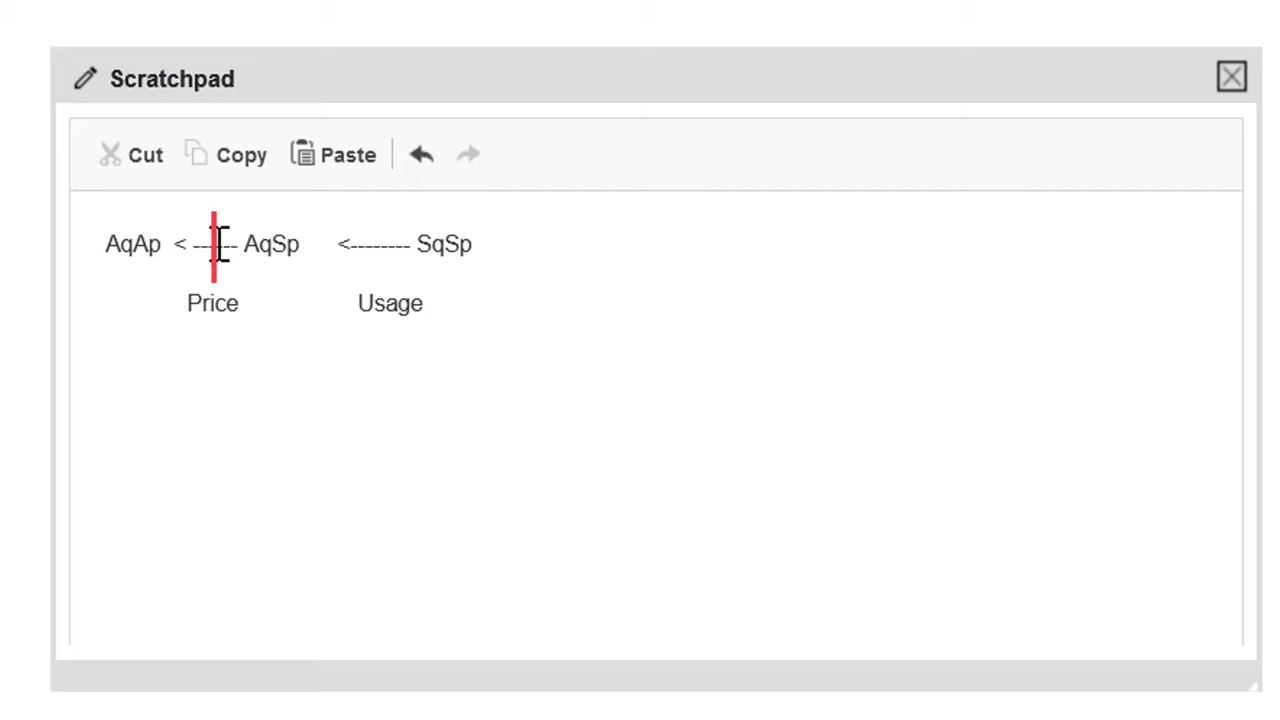 Scratchpad
Cut Copy Paste
AqAp < ------ AqSp <-------- SqSp
Price Usage